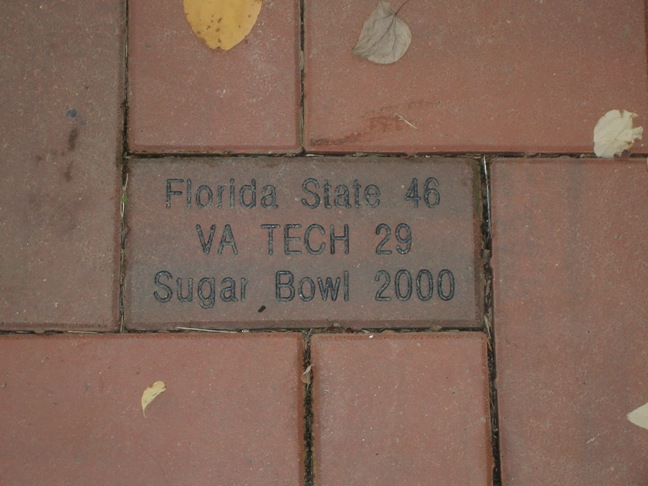 Florida State 46
VA TECH 29
Sugar Bowl 2000